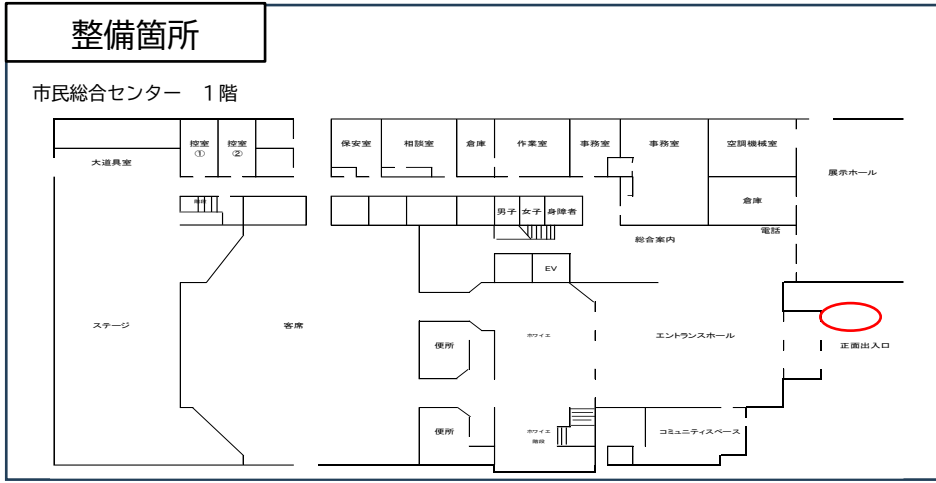 整備箇所
市民総合センター　１階
大道具室
控室
①
控室
②
保安室
相談室
倉庫
作業室
事務室
事務室
空調機械室
展示ホール
倉庫
階段
男子
女子
身障者
電話
総合案内
EV
ステージ
客席
便所
ホワイエ
エントランスホール
正面出入口
便所
ホワイエ
階段
コミュニティスペース